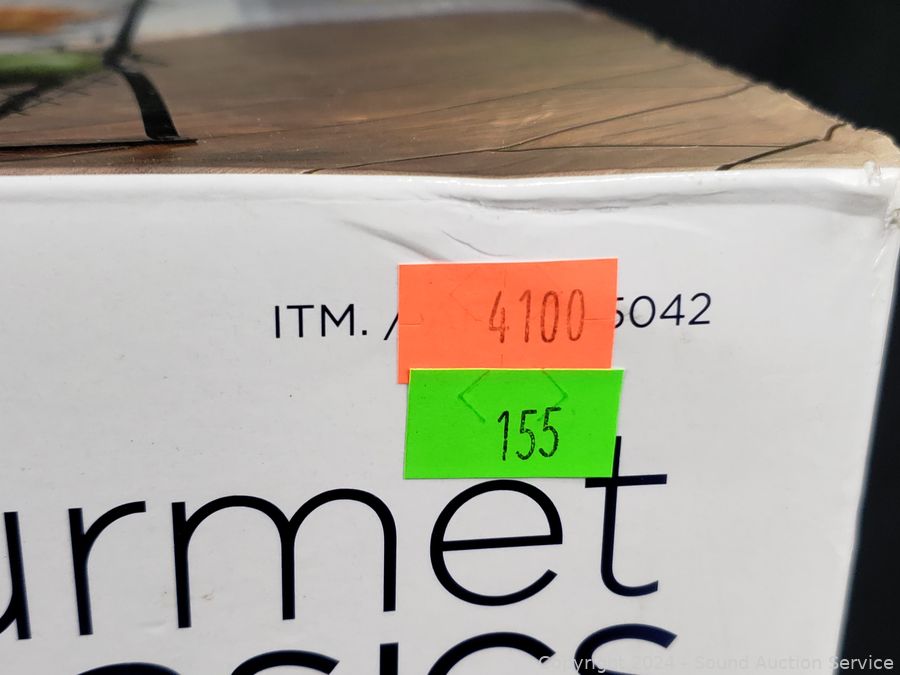 ITM. /
4100
5042
155
urmet
Copyright 2024 - Sound Auction Service